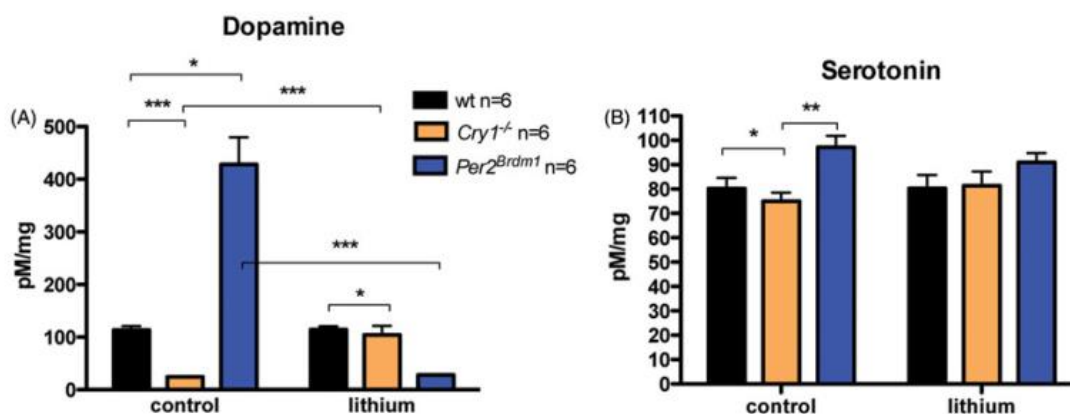 Dopamine
(A)
*
***
***
***
*
wt n=6
Cry1-/- n=6
Per2Brdm1 n=6
pM/mg
500
400
300
200
100
0
control lithium
Serotonin
(B)
*
**
pM/mg
110
100
90
80
70
60
50
40
30
20
10
0
control lithium